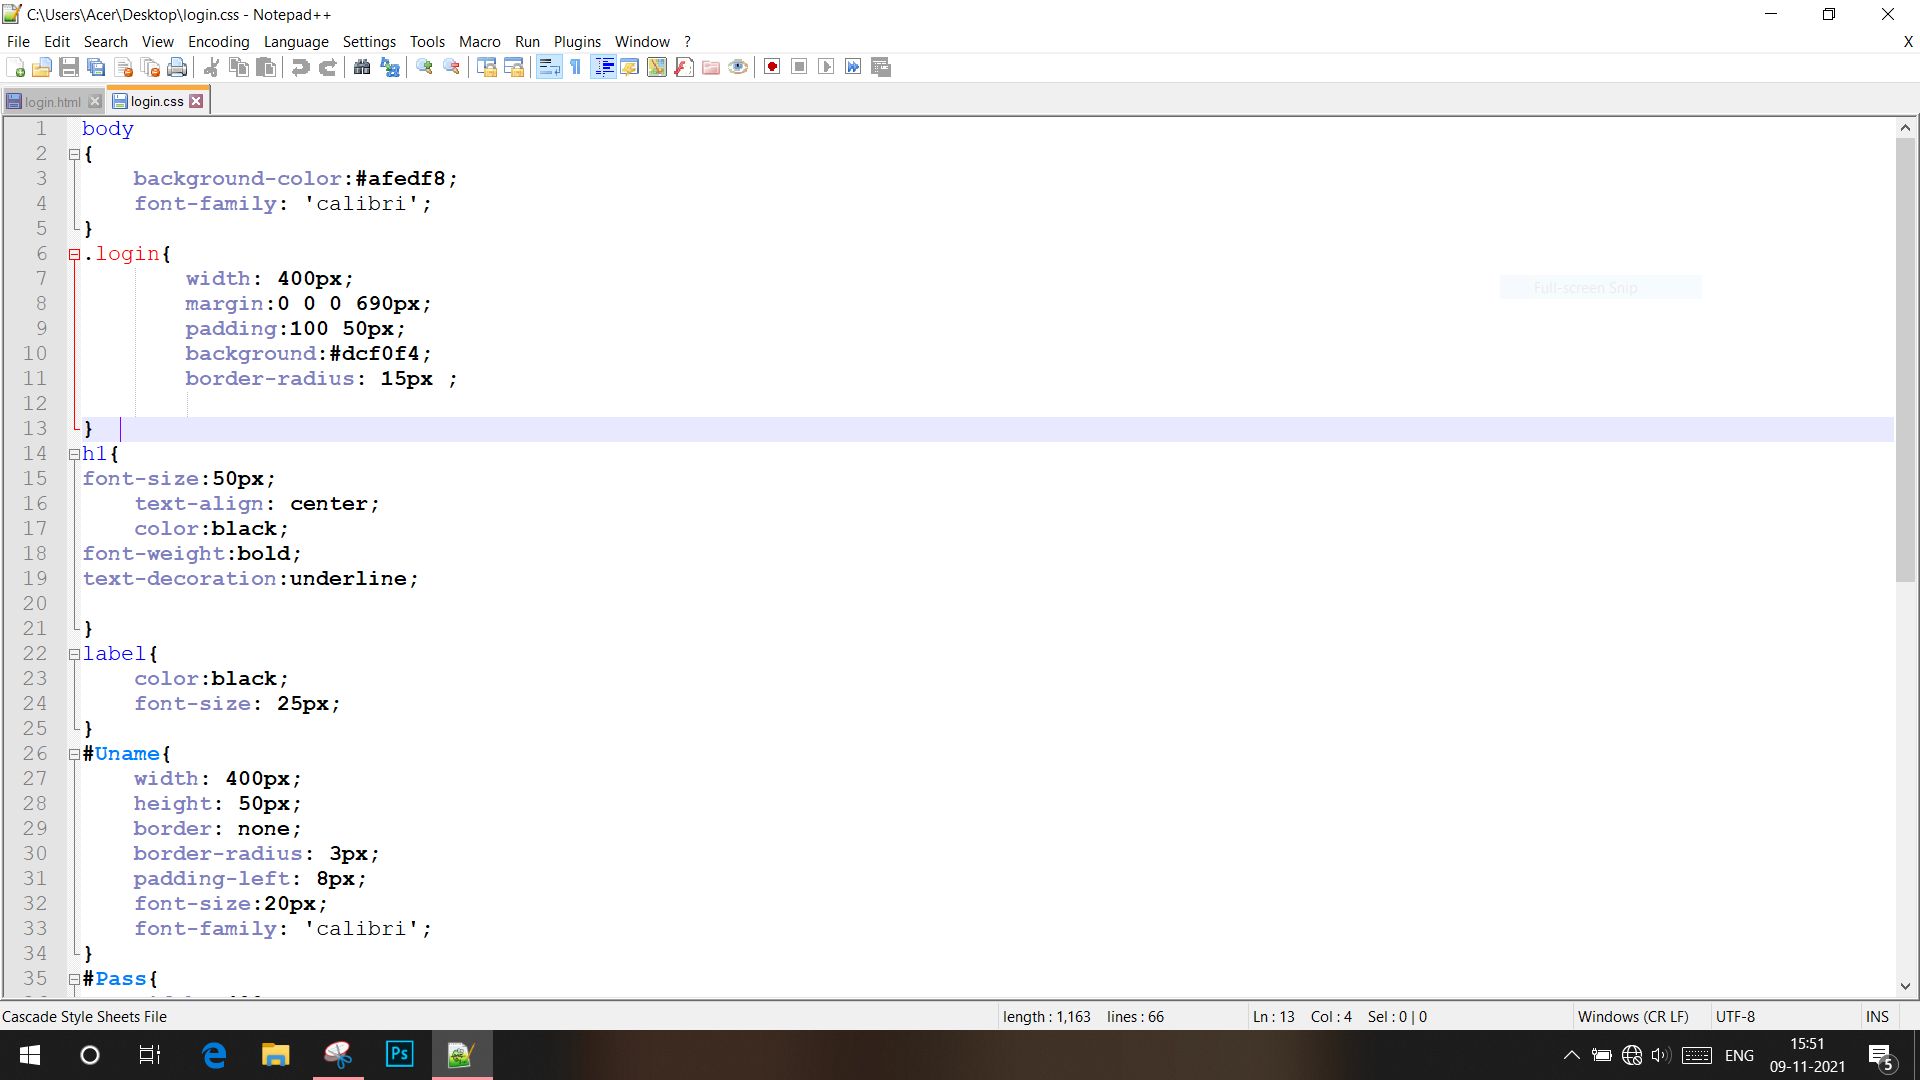 C:\Users\Acer\Desktop\login.css - Notepad++
File Edit Search View Encoding Language Settings Tools Macro Run Plugins Window ? X
login.html login.css
1 body
2 {
3 background-color:#afedf8;
4 font-family: 'calibri';
5 }
6 .login{
7 width: 400px;
Full-screen Snip
8 margin:0 0 0 690px;
9 padding:100 50px;
10 background:#dcf0f4;
11 border-radius: 15px ;
12
13 }
14 h1{
15 font-size:50px;
16 text-align: center;
17 color:black;
18 font-weight:bold;
19 text-decoration:underline;
20
21 }
22 label{
23 color:black;
24 font-size: 25px;
25 }
26 #Uname{
27 width: 400px;
28 height: 50px;
29 border: none;
30 border-radius: 3px;
31 padding-left: 8px;
32 font-size:20px;
33 font-family: 'calibri';
34 }
35 #Pass{
Cascade Style Sheets File length : 1,163 lines : 66 Ln : 13 Col : 4 Sel : 0 | 0 Windows (CR LF) UTF-8 INS
Ps ENG 15:51
09-11-2021 5